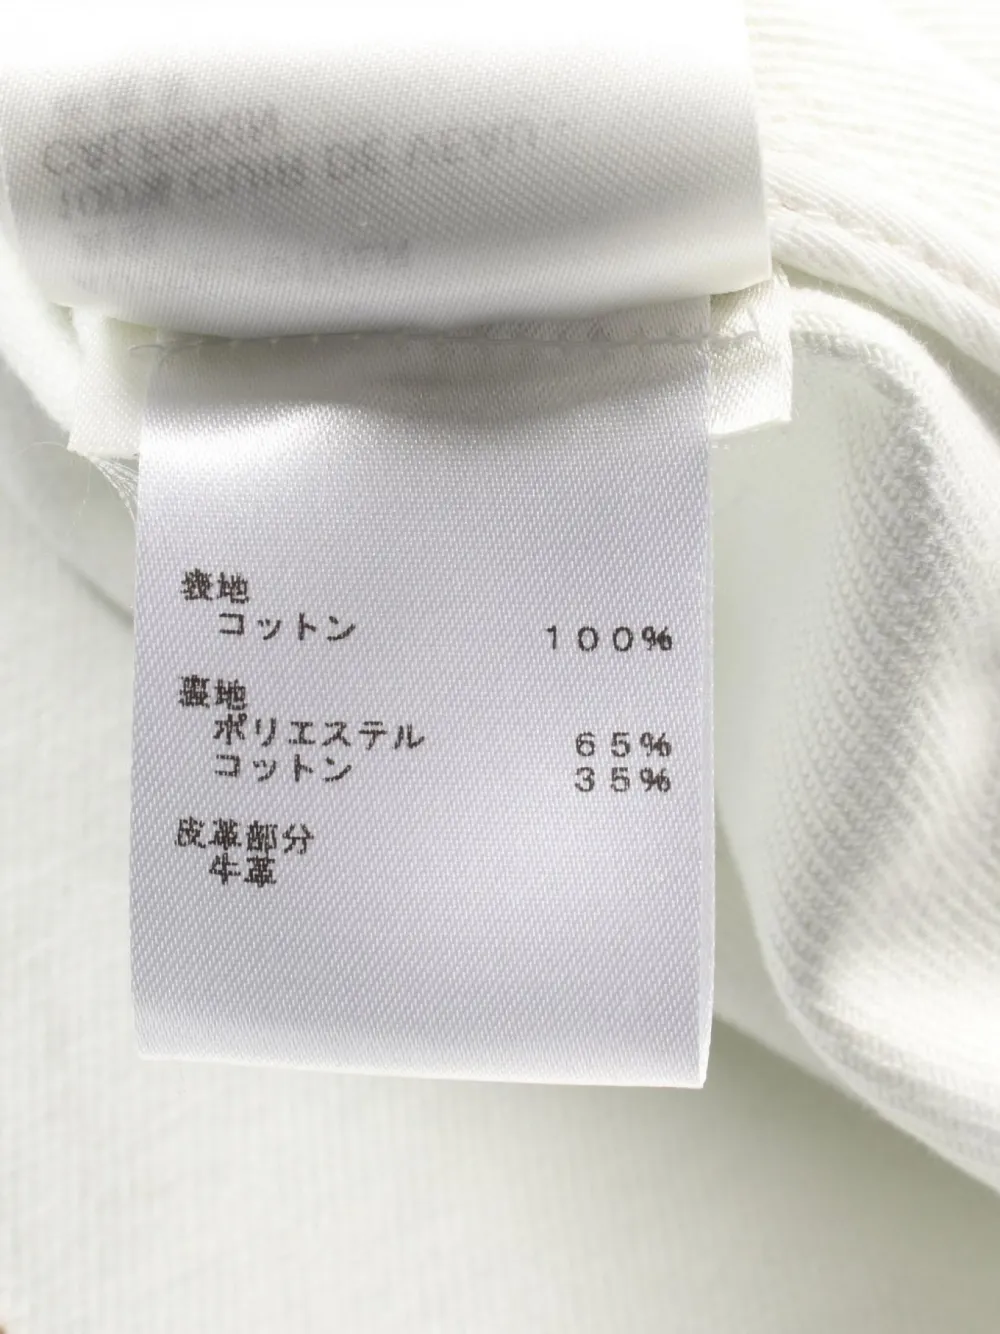 表地
コットン 100%
裏地
ポリエステル 65%
コットン 35%
皮革部分
牛革